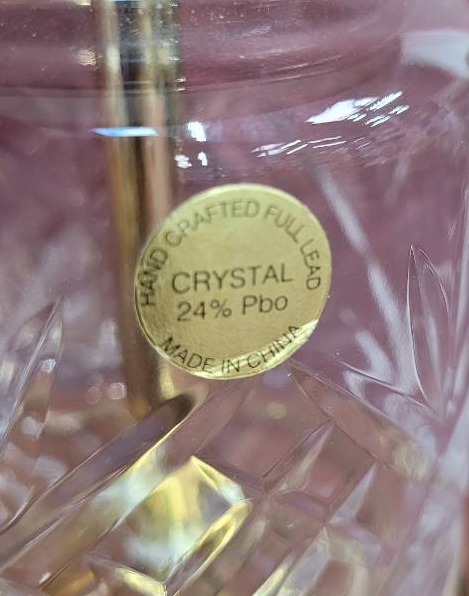 HAND CRAFTED FULL LEAD
CRYSTAL
24% Pbo
MADE IN CHINA